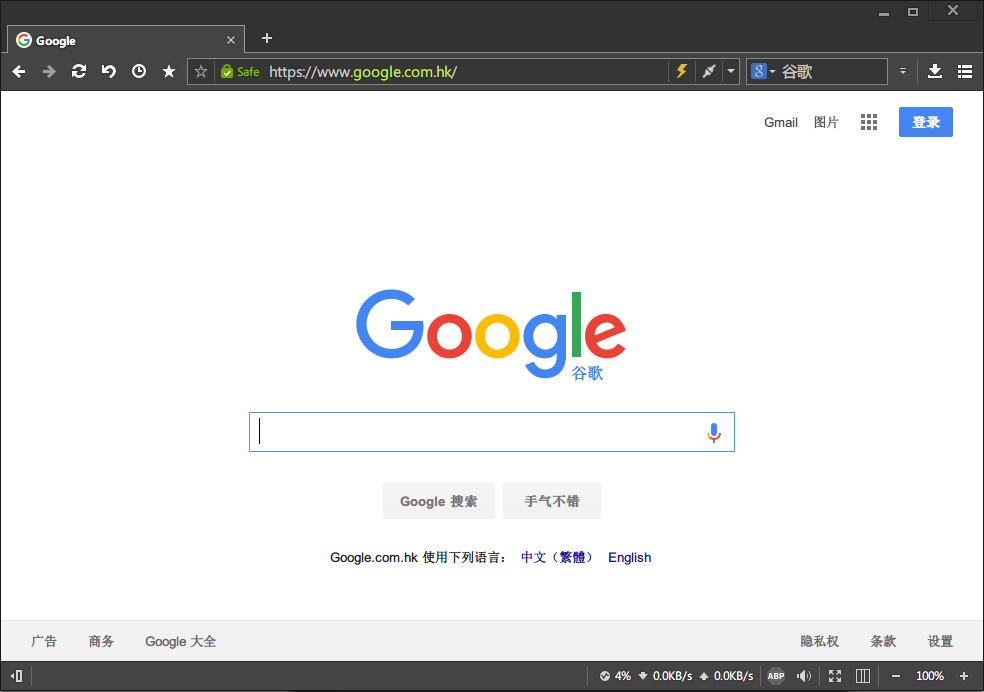 Google
Safe https://www.google.com.hk/ 谷歌
Gmail 图片 登录
Google
谷歌
Google 搜索 手气不错
Google.com.hk 使用下列语言： 中文（繁體） English
广告 商务 Google 大全 隐私权 条款 设置
4% 0.0KB/s 0.0KB/s ABP 100%